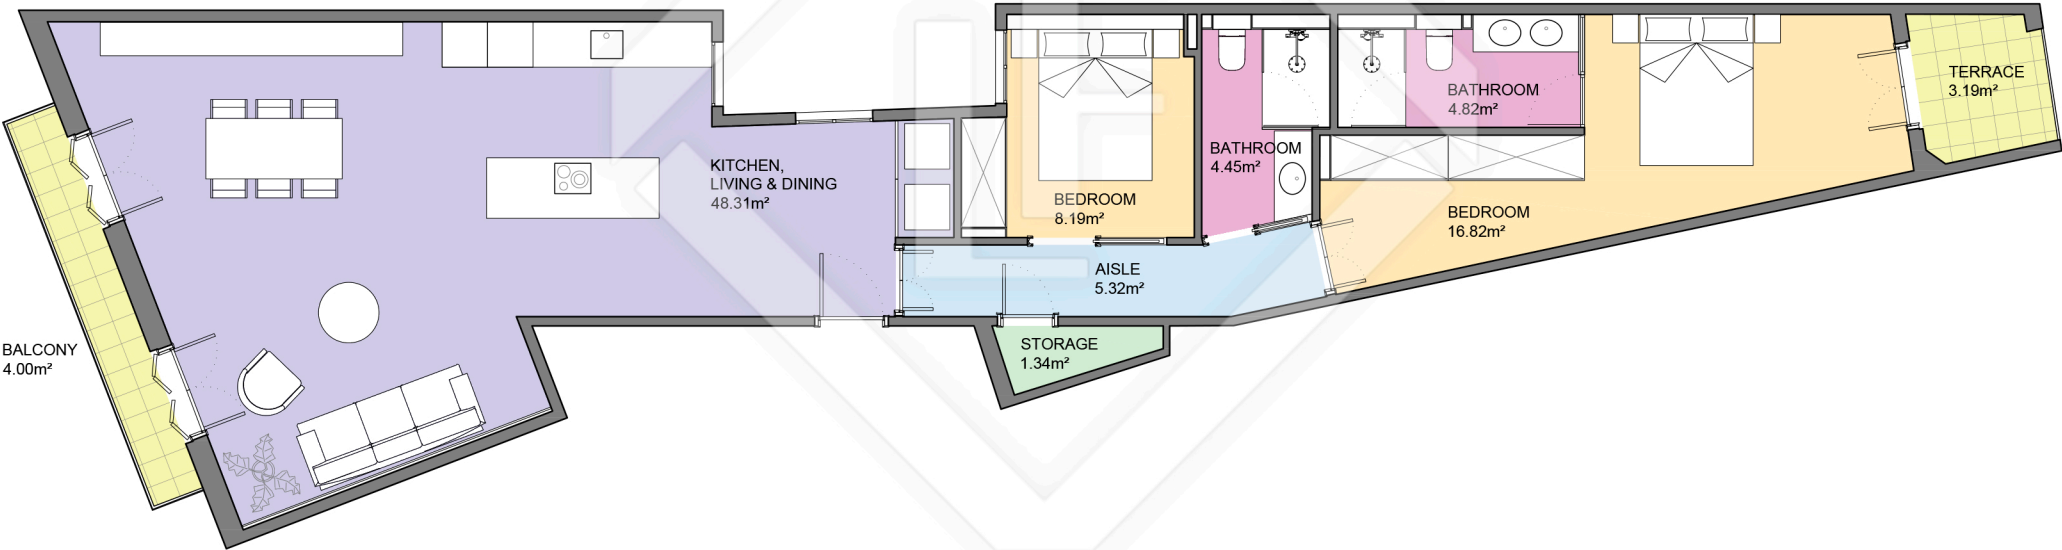 KITCHEN,
LIVING & DINING
48.31m²
BEDROOM
8.19m²
BATHROOM
4.45m²
BATHROOM
4.82m²
BEDROOM
16.82m²
TERRACE
3.19m²
AISLE
5.32m²
STORAGE
1.34m²
BALCONY
4.00m²